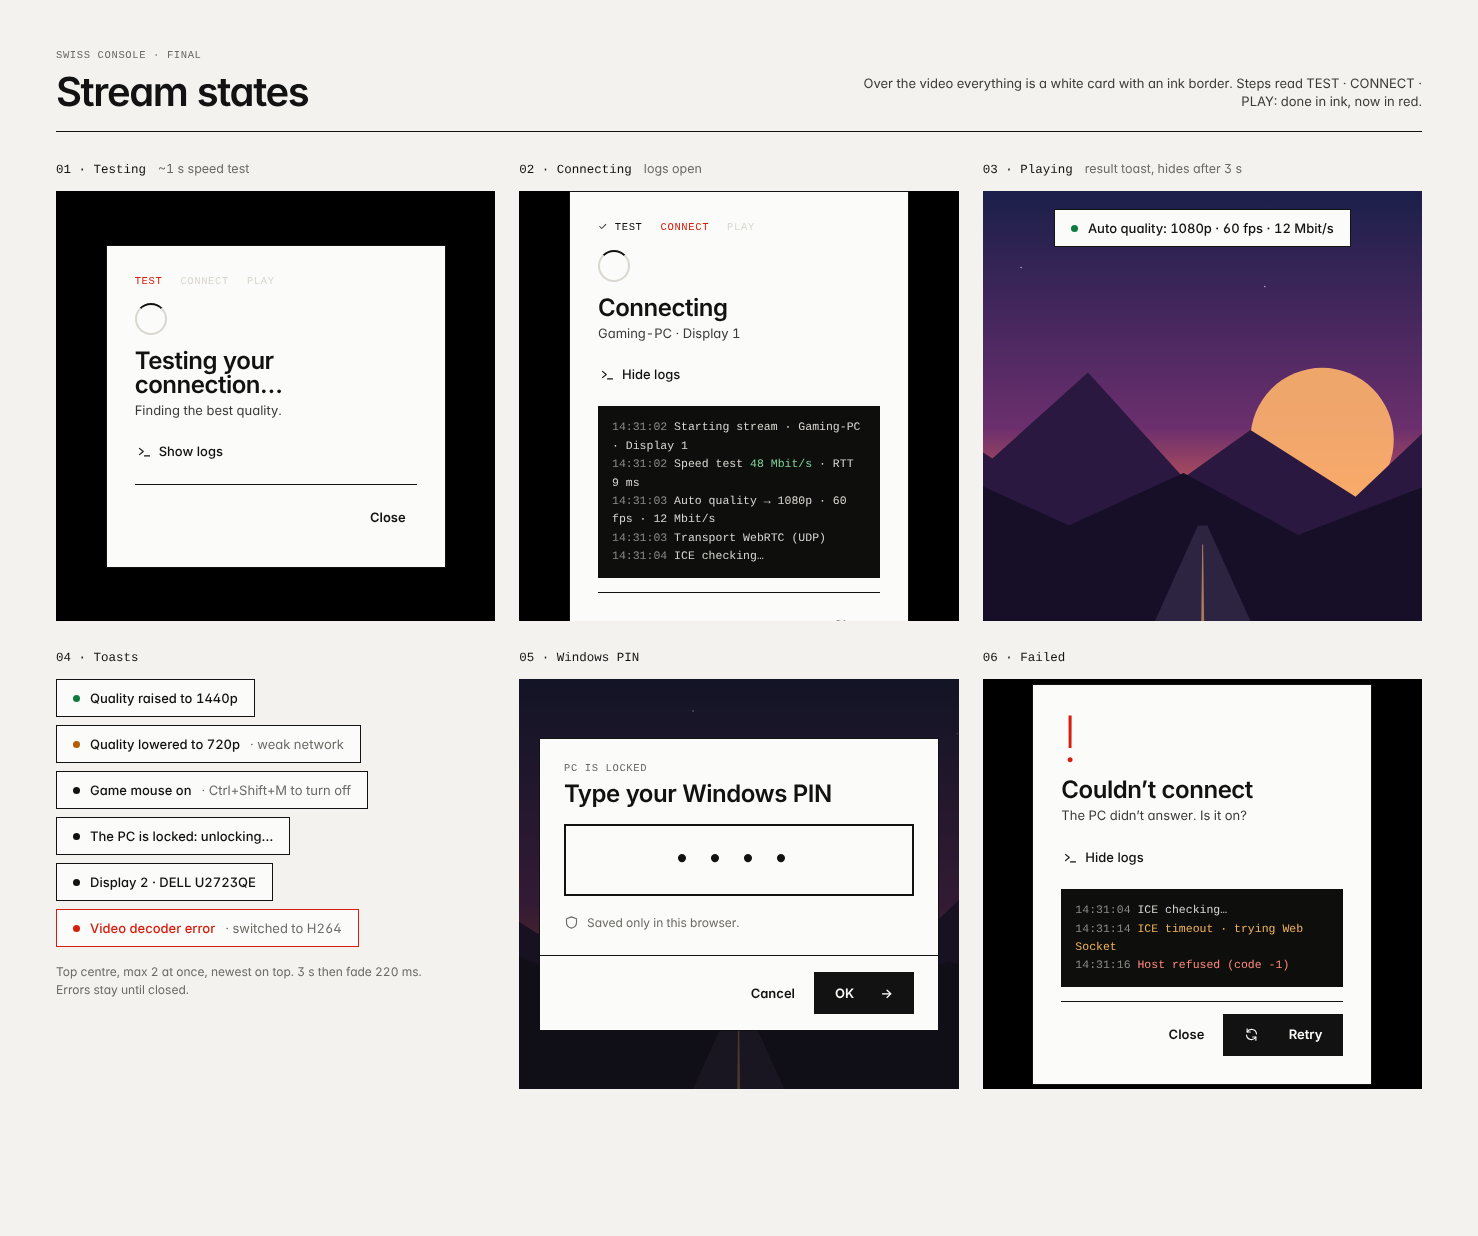 SWISS CONSOLE · FINAL
Stream states
Over the video everything is a white card with an ink border. Steps read TEST · CONNECT ·
PLAY: done in ink, now in red.
01 · Testing ~1 s speed test
TEST CONNECT PLAY
Testing your
connection...
Finding the best quality.
>_ Show logs
Close
02 · Connecting logs open
✓ TEST CONNECT PLAY
Connecting
Gaming-PC · Display 1
>_ Hide logs
14:31:02 Starting stream · Gaming-PC
· Display 1
14:31:02 Speed test 48 Mbit/s · RTT
9 ms
14:31:03 Auto quality → 1080p · 60
fps · 12 Mbit/s
14:31:03 Transport WebRTC (UDP)
14:31:04 ICE checking…
03 · Playing result toast, hides after 3 s
Auto quality: 1080p · 60 fps · 12 Mbit/s
04 · Toasts
Quality raised to 1440p
Quality lowered to 720p · weak network
Game mouse on · Ctrl+Shift+M to turn off
The PC is locked: unlocking...
Display 2 · DELL U2723QE
Video decoder error · switched to H264
Top centre, max 2 at once, newest on top. 3 s then fade 220 ms.
Errors stay until closed.
05 · Windows PIN
PC IS LOCKED
Type your Windows PIN
• • • •
Saved only in this browser.
Cancel OK →
06 · Failed
!
Couldn’t connect
The PC didn’t answer. Is it on?
>_ Hide logs
14:31:04 ICE checking…
14:31:14 ICE timeout · trying Web
Socket
14:31:16 Host refused (code -1)
Close Retry